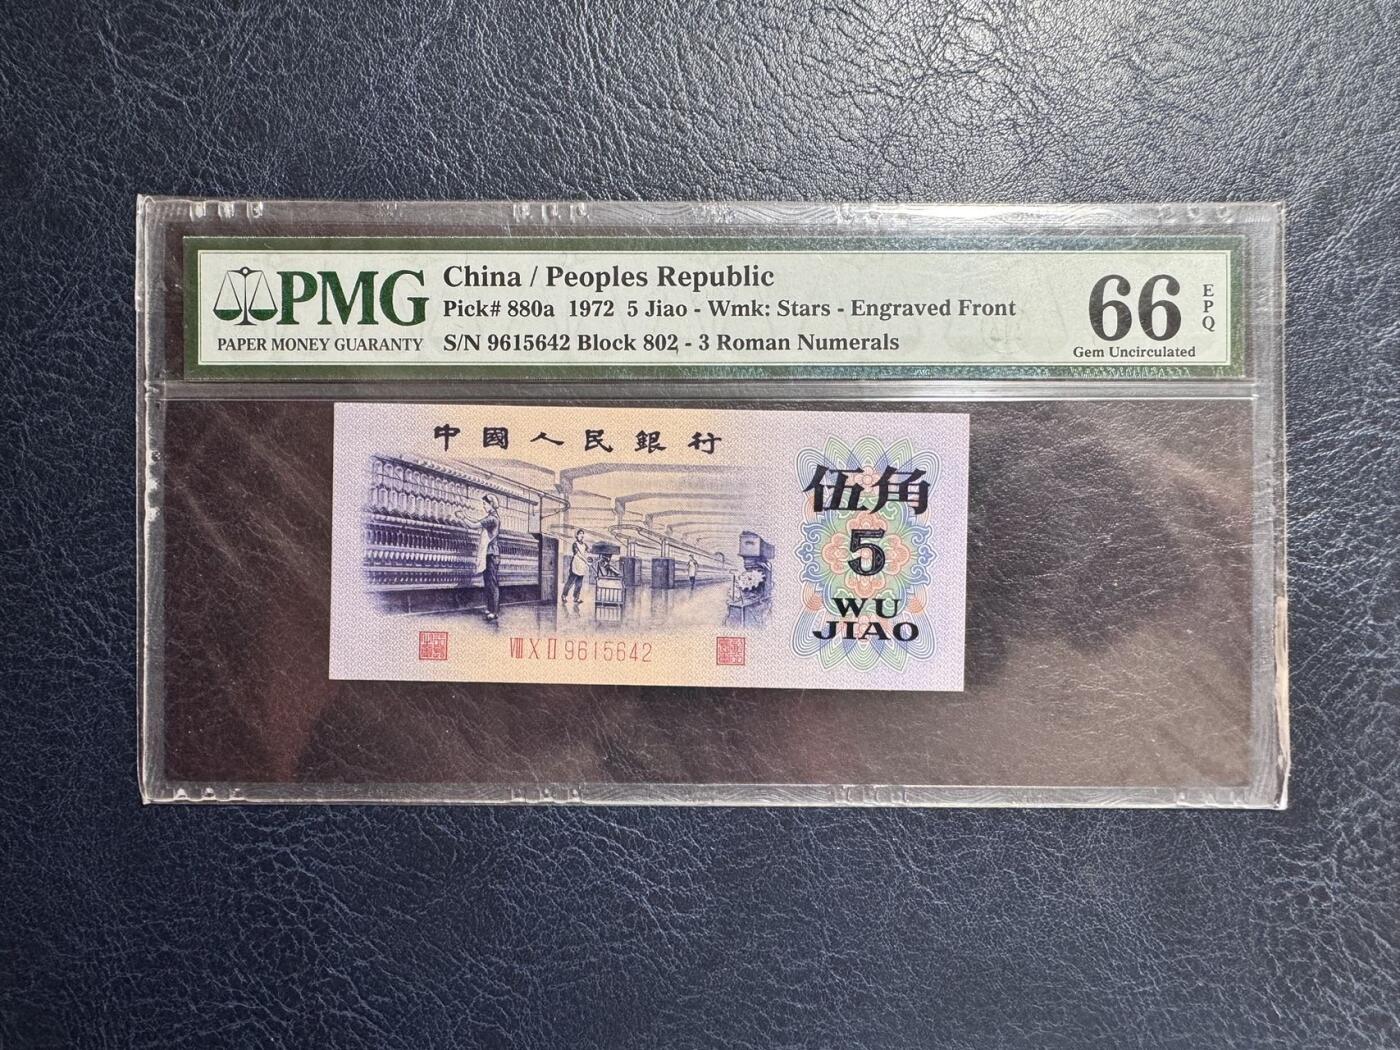 PMG
PAPER MONEY GUARANTY
China / Peoples Republic
Pick# 880a 1972 5 Jiao - Wmk: Stars - Engraved Front
S/N 9615642 Block 802 - 3 Roman Numerals
66
EPQ
Gem Uncirculated
中國人民銀行
伍角
5
WU
JIAO
VIII X II 9615642